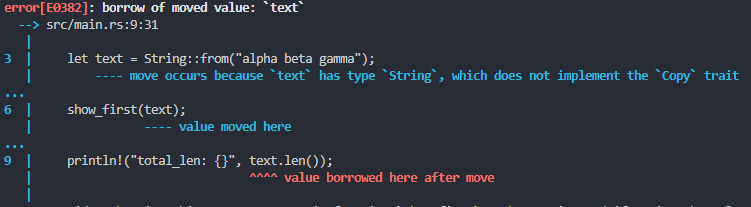 error[E0382]: borrow of moved value: `text`
  --> src/main.rs:9:31
   |
3  |     let text = String::from("alpha beta gamma");
   |         ---- move occurs because `text` has type `String`, which does not implement the `Copy` trait
...
6  |     show_first(text);
   |                ---- value moved here
...
9  |     println!("total_len: {}", text.len());
   |                               ^^^^ value borrowed here after move
   |